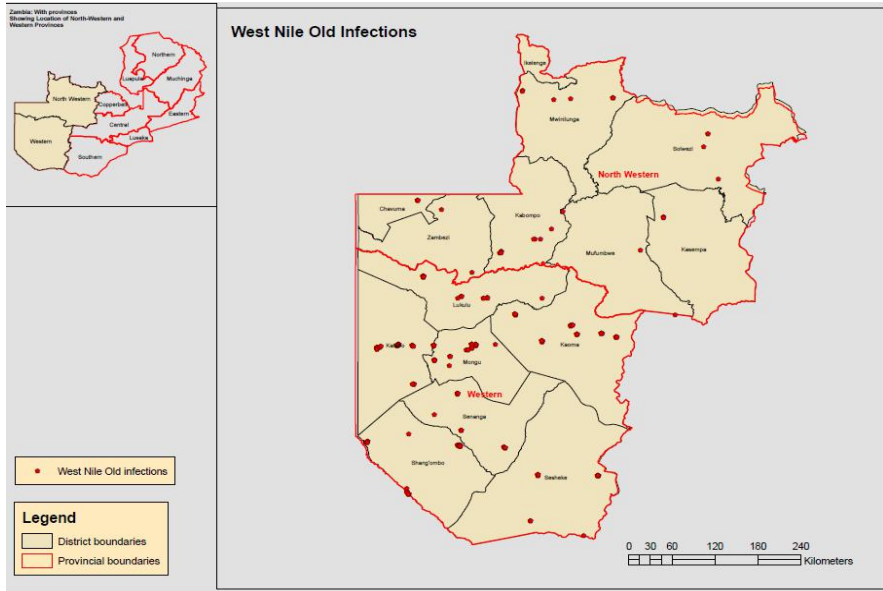 Zambia: With provinces
Showing Location of North-Western and
Western Provinces
Northern
Luapula
Muchinga
North Western
Copperbelt
Central
Eastern
Lusaka
Western
Southern
West Nile Old Infections
Ikelenge
Mwinilunga
Solwezi
North Western
Chavuma
Kabompo
Zambezi
Mufumbwe
Kasempa
Lukulu
Kaoma
Mongu
Western
Senanga
Shang'ombo
Sesheke
West Nile Old infections
Legend
District boundaries
Provincial boundaries
0 30 60 120 180 240
Kilometers